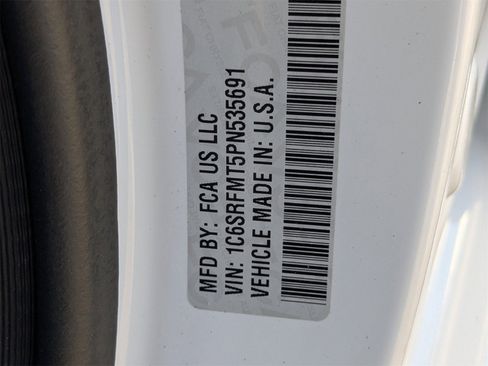 MFD BY: FCA US LLC
VIN: 1C6SRFMT5PN535691
VEHICLE MADE IN: U.S.A.